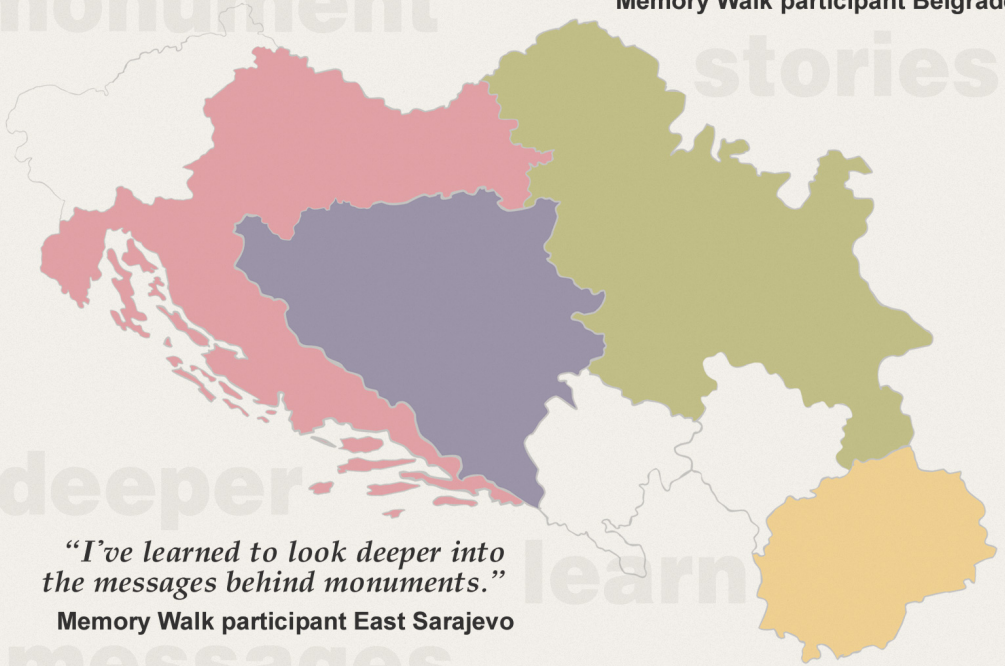 monument
Memory Walk participant Belgrade
stories
deeper
“I’ve learned to look deeper into
the messages behind monuments.”
learn
Memory Walk participant East Sarajevo
messages